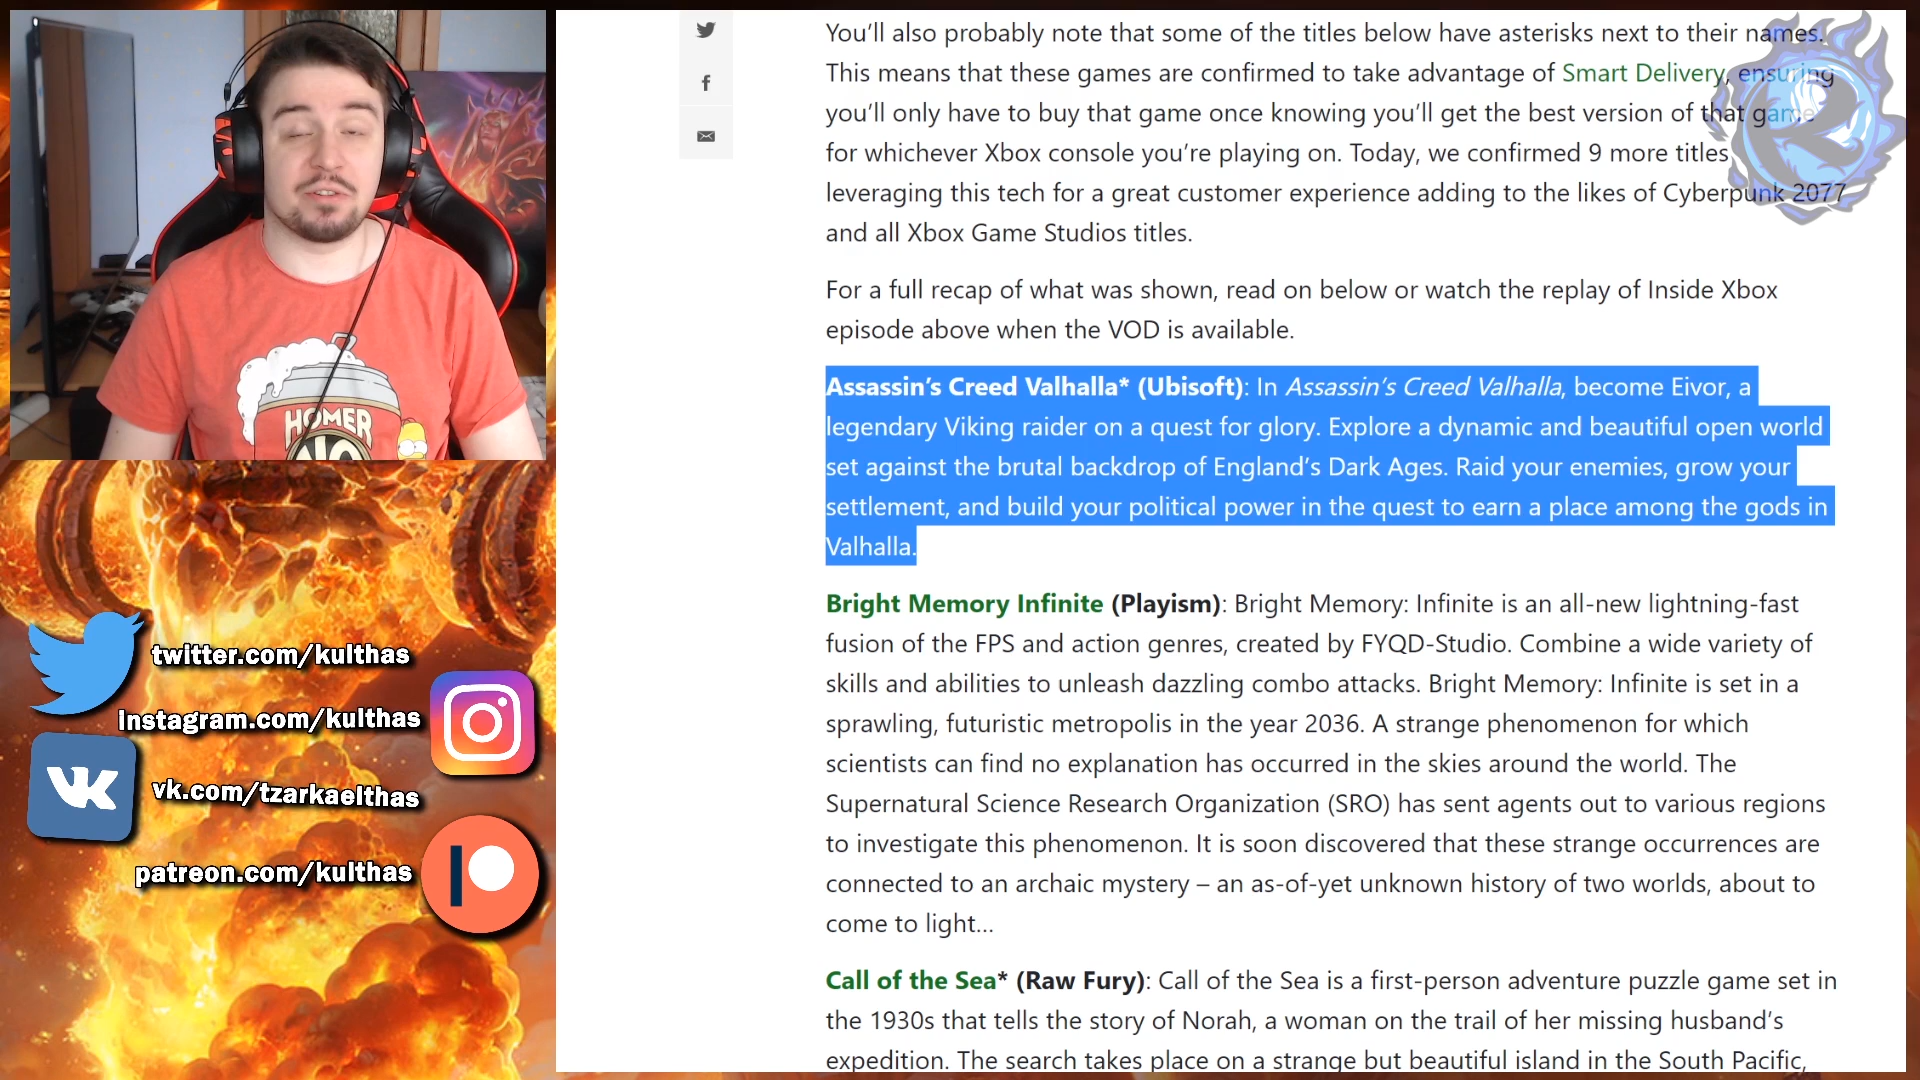 You'll also probably note that some of the titles below have asterisks next to their names.
This means that these games are confirmed to take advantage of Smart Delivery, ensuring
you'll only have to buy that game once knowing you'll get the best version of that game
for whichever Xbox console you're playing on. Today, we confirmed 9 more titles
leveraging this tech for a great customer experience adding to the likes of Cyberpunk 2077
and all Xbox Game Studios titles.
For a full recap of what was shown, read on below or watch the replay of Inside Xbox
episode above when the VOD is available.
Assassin's Creed Valhalla* (Ubisoft): In Assassin's Creed Valhalla, become Eivor, a
legendary Viking raider on a quest for glory. Explore a dynamic and beautiful open world
set against the brutal backdrop of England's Dark Ages. Raid your enemies, grow your
settlement, and build your political power in the quest to earn a place among the gods in
Valhalla.
Bright Memory Infinite (Playism): Bright Memory: Infinite is an all-new lightning-fast
fusion of the FPS and action genres, created by FYQD-Studio. Combine a wide variety of
skills and abilities to unleash dazzling combo attacks. Bright Memory: Infinite is set in a
sprawling, futuristic metropolis in the year 2036. A strange phenomenon for which
scientists can find no explanation has occurred in the skies around the world. The
Supernatural Science Research Organization (SRO) has sent agents out to various regions
to investigate this phenomenon. It is soon discovered that these strange occurrences are
connected to an archaic mystery – an as-of-yet unknown history of two worlds, about to
come to light…
Call of the Sea* (Raw Fury): Call of the Sea is a first-person adventure puzzle game set in
the 1930s that tells the story of Norah, a woman on the trail of her missing husband's
expedition. The search takes place on a strange but beautiful island in the South Pacific,
HOMER
NO
twitter.com/kulthas
instagram.com/kulthas
vk.com/tzarkaelthas
patreon.com/kulthas